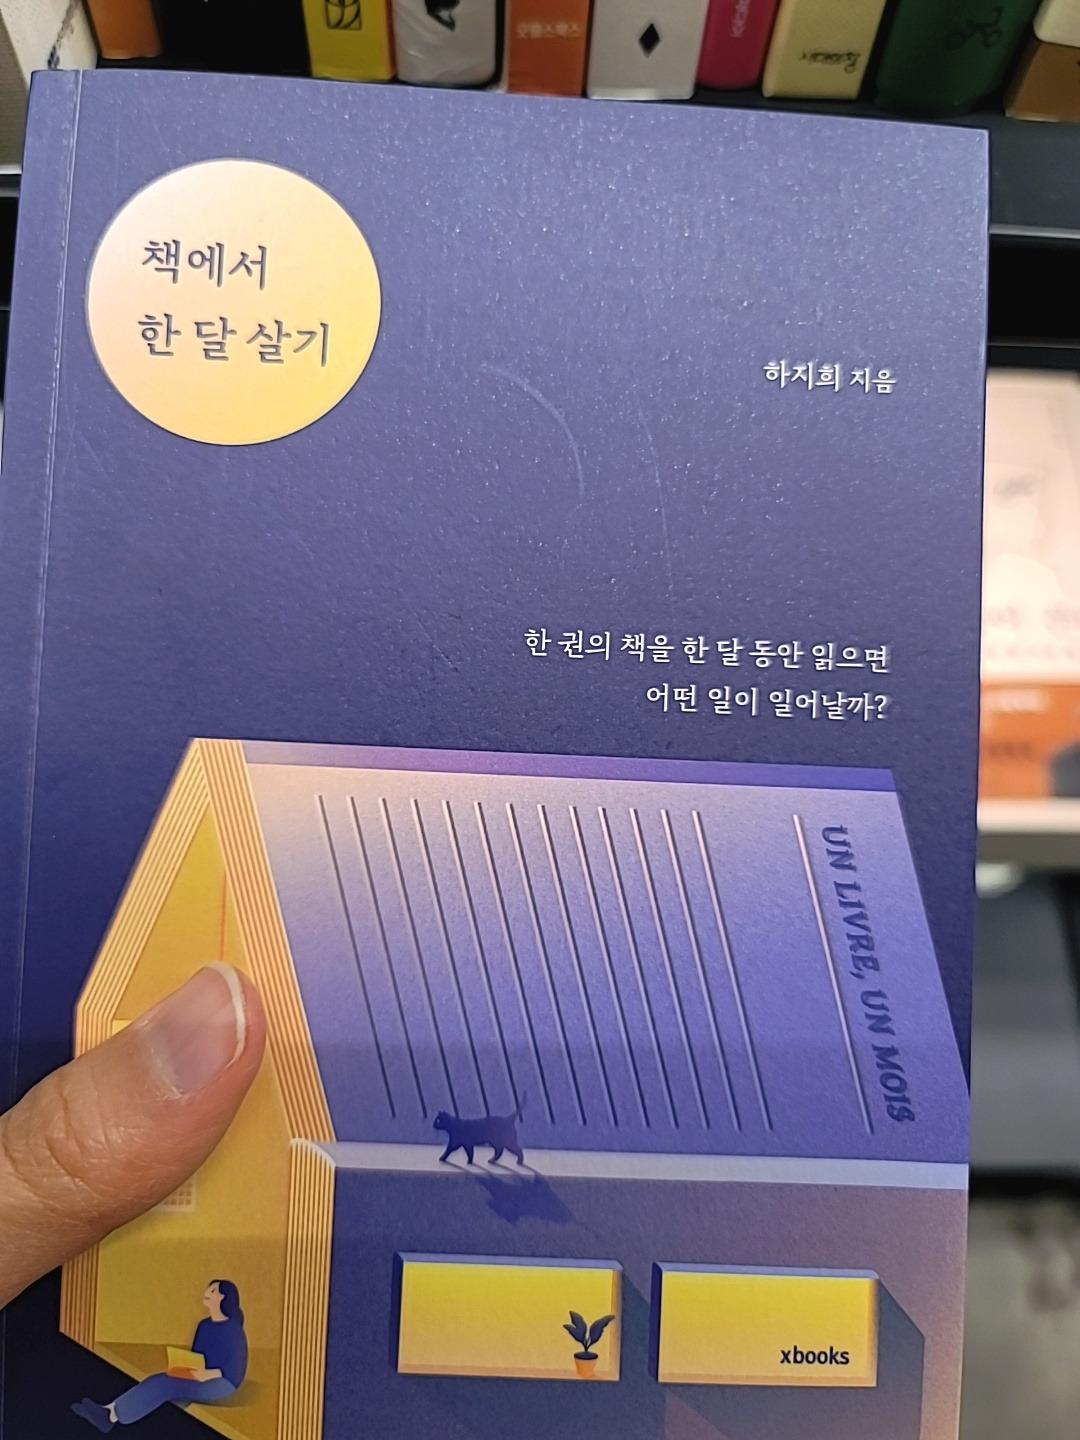 책에서
한 달 살기
하지희 지음
한 권의 책을 한 달 동안 읽으면
어떤 일이 일어날까?
UN LIVRE, UN MOIS
xbooks